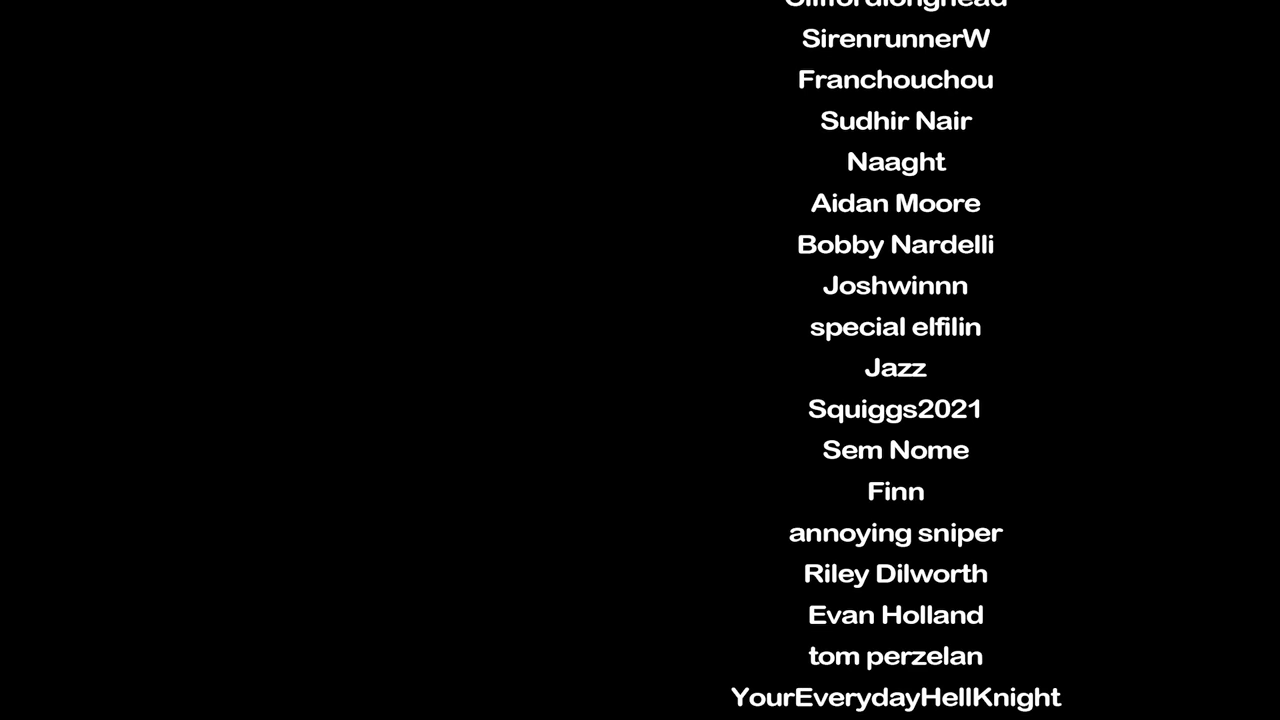 SirenrunnerW
Franchouchou
Sudhir Nair
Naaght
Aidan Moore
Bobby Nardelli
Joshwinnn
special elfilin
Jazz
Squiggs2021
Sem Nome
Finn
annoying sniper
Riley Dilworth
Evan Holland
tom perzelan
YourEverydayHellKnight